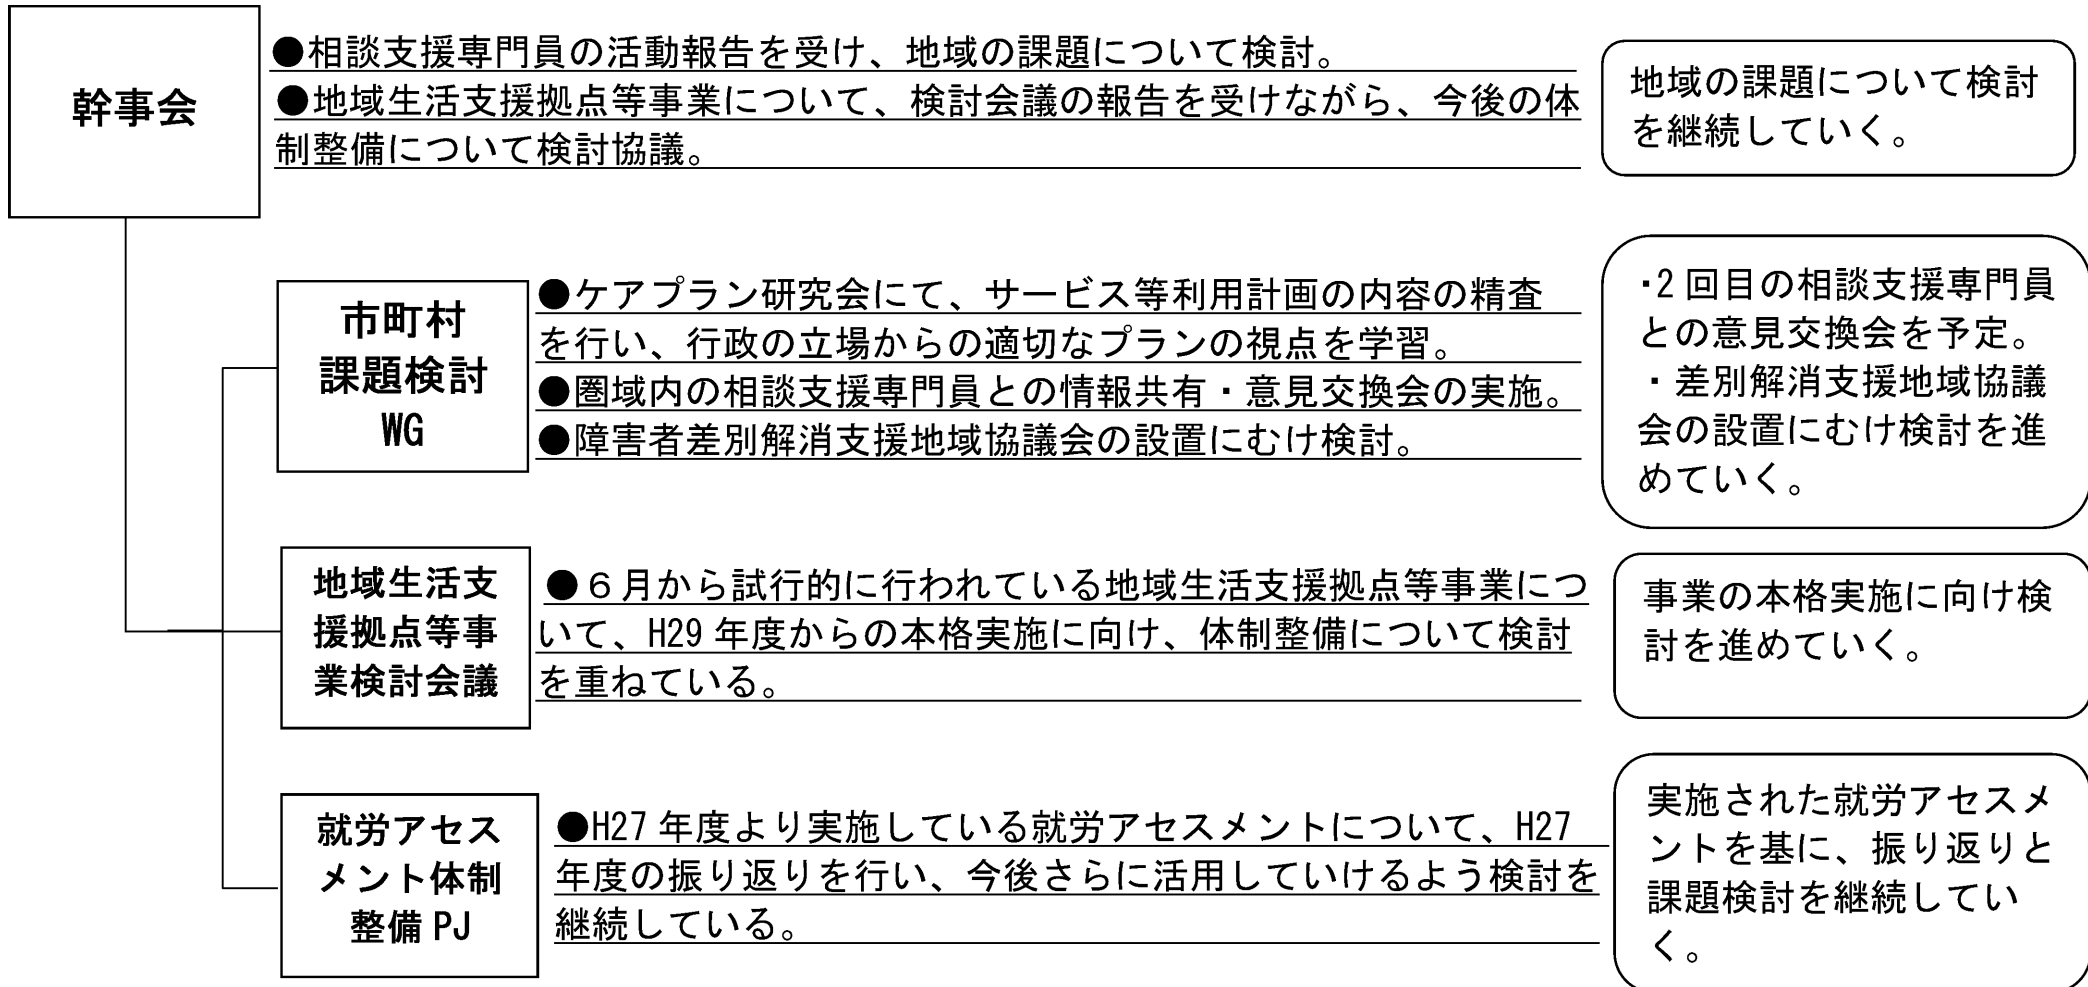 幹事会
●相談支援専門員の活動報告を受け、地域の課題について検討。
●地域生活支援拠点等事業について、検討会議の報告を受けながら、今後の体
制整備について検討協議。
地域の課題について検討
を継続していく。
市町村
課題検討
WG
●ケアプラン研究会にて、サービス等利用計画の内容の精査
を行い、行政の立場からの適切なプランの視点を学習。
●圏域内の相談支援専門員との情報共有・意見交換会の実施。
●障害者差別解消支援地域協議会の設置にむけ検討。
・2回目の相談支援専門員
との意見交換会を予定。
・差別解消支援地域協議
会の設置にむけ検討を進
めていく。
地域生活支
援拠点等事
業検討会議
●６月から試行的に行われている地域生活支援拠点等事業につ
いて、H29年度からの本格実施に向け、体制整備について検討
を重ねている。
事業の本格実施に向け検
討を進めていく。
就労アセス
メント体制
整備PJ
●H27年度より実施している就労アセスメントについて、H27
年度の振り返りを行い、今後さらに活用していけるよう検討を
継続している。
実施された就労アセスメ
ントを基に、振り返りと
課題検討を継続してい
く。